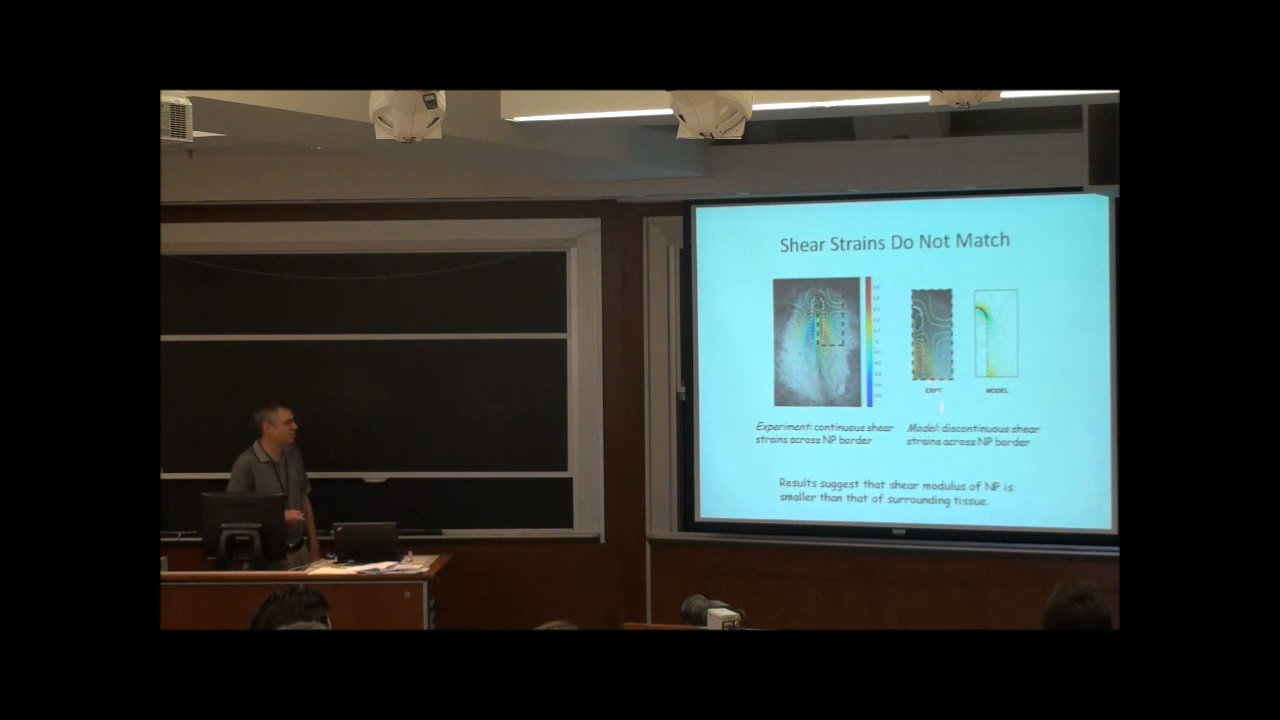 Shear Strains Do Not Match
EXPT
MODEL
Experiment: continuous shear
strains across NP border
Model: discontinuous shear
strains across NP border
Results suggest that shear modulus of NP is
smaller than that of surrounding tissue.